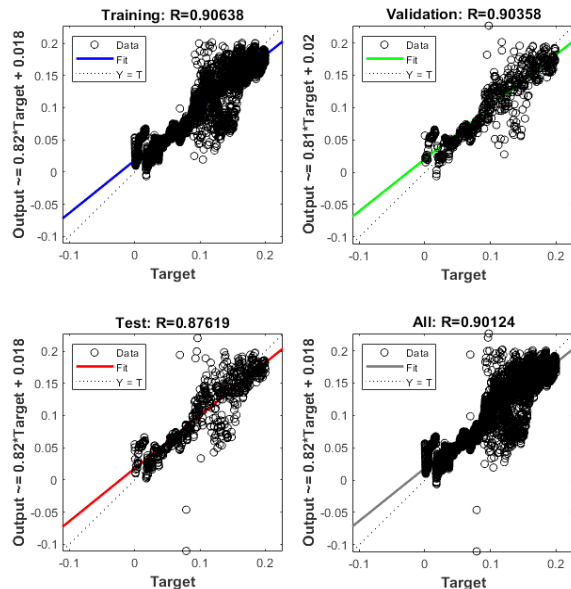 Training: R=0.90638
Output ~= 0.82*Target + 0.018
0.2
0.15
0.1
0.05
0
-0.05
-0.1
Data
Fit
Y = T
-0.1 0 0.1 0.2
Target
Validation: R=0.90358
Output ~= 0.81*Target + 0.02
0.2
0.15
0.1
0.05
0
-0.05
-0.1
Data
Fit
Y = T
-0.1 0 0.1 0.2
Target
Test: R=0.87619
Output ~= 0.82*Target + 0.018
0.2
0.15
0.1
0.05
0
-0.05
-0.1
Data
Fit
Y = T
-0.1 0 0.1 0.2
Target
All: R=0.90124
Output ~= 0.82*Target + 0.018
0.2
0.15
0.1
0.05
0
-0.05
-0.1
Data
Fit
Y = T
-0.1 0 0.1 0.2
Target